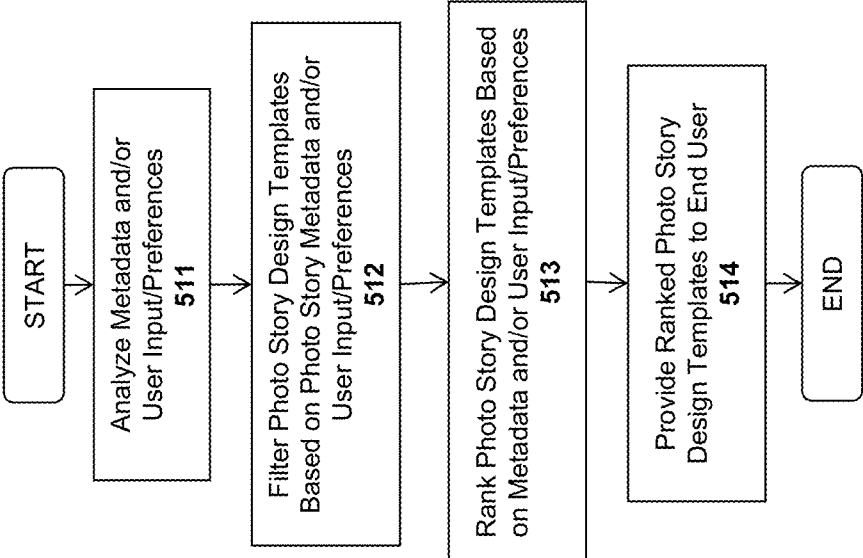 START
Analyze Metadata and/or
User Input/Preferences
511
Filter Photo Story Design Templates
Based on Photo Story Metadata and/or
User Input/Preferences
512
Rank Photo Story Design Templates Based
on Metadata and/or User Input/Preferences
513
Provide Ranked Photo Story
Design Templates to End User
514
END